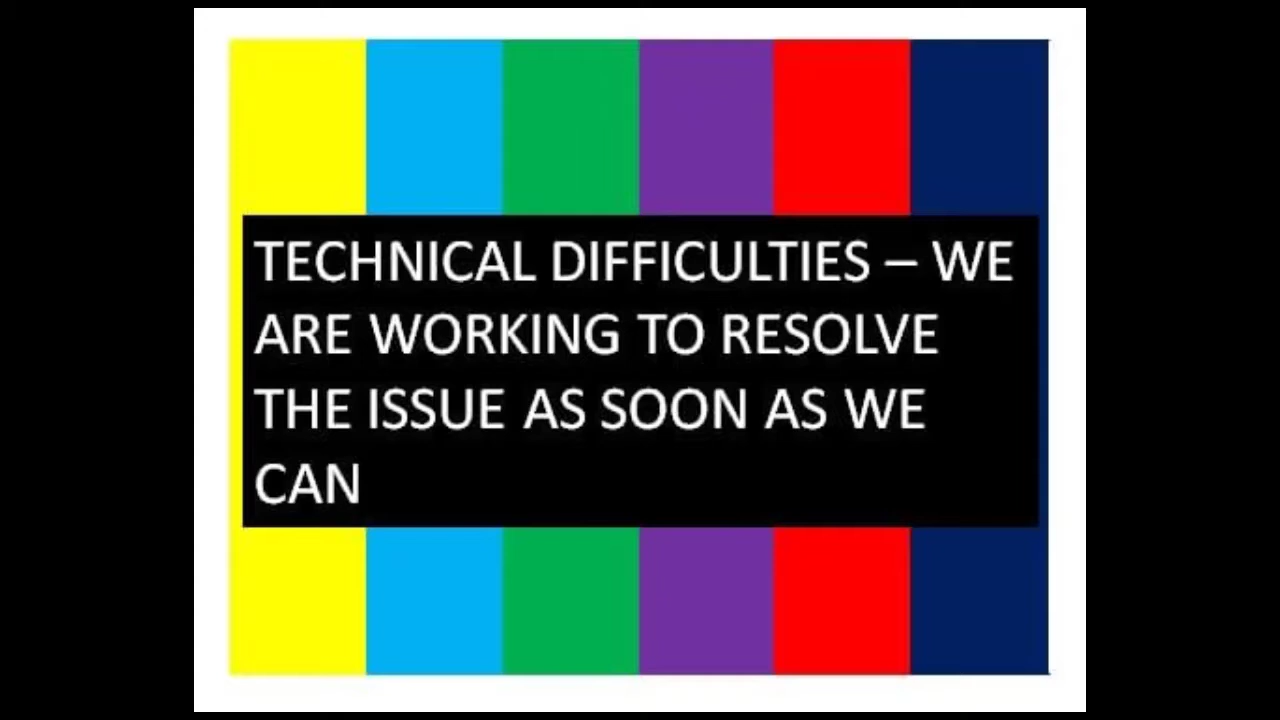 TECHNICAL DIFFICULTIES – WE
ARE WORKING TO RESOLVE
THE ISSUE AS SOON AS WE
CAN